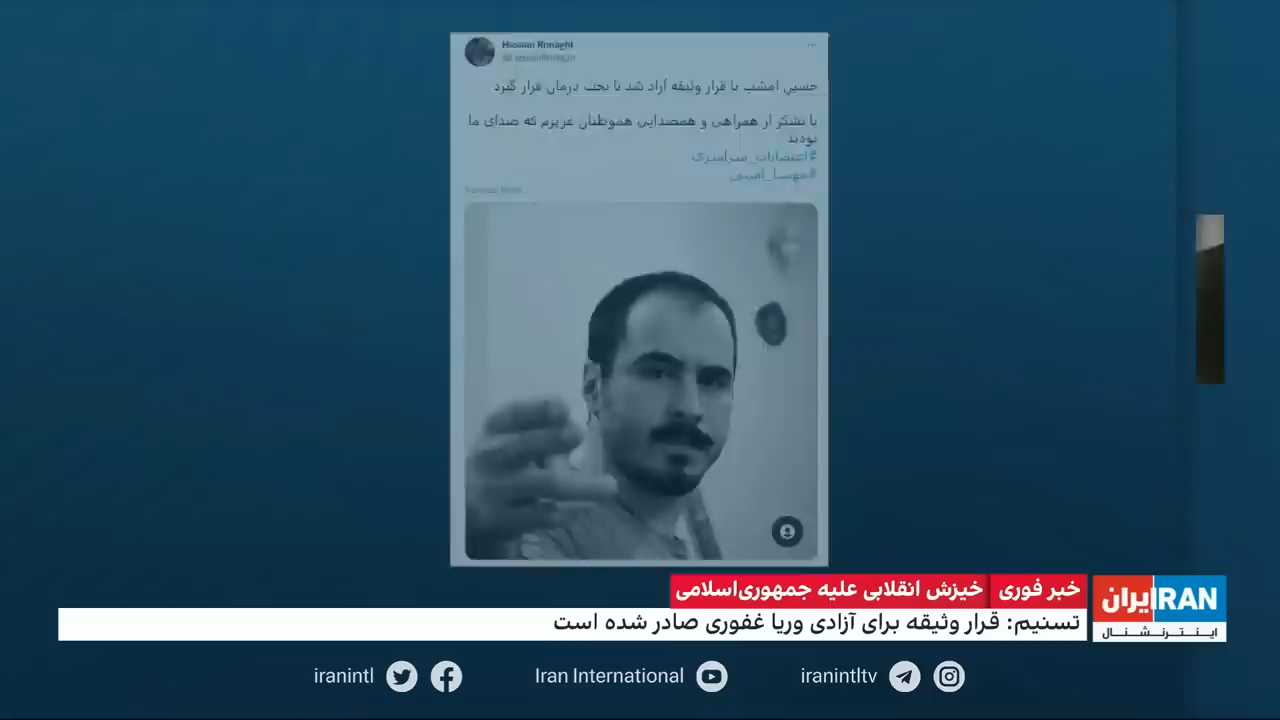 Hassan Ronaghi
حسین امشب با قرار وثیقه آزاد شد تا تحت درمان قرار گیرد
با تشکر از همراهی و همصدایی هموطنان عزیزم که صدای ما
بودید
#اعتصابات_سراسری
#مهسا_امینی
خبر فوری
خیزش انقلابی علیه جمهوری‌اسلامی
تسنیم: قرار وثیقه برای آزادی وریا غفوری صادر شده است
ایران IRAN
اینترنشنال
iranintl
Iran International
iranintltv